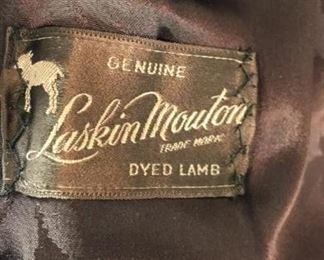 GENUINE
Laskin Mouton
TRADE MARK
DYED LAMB